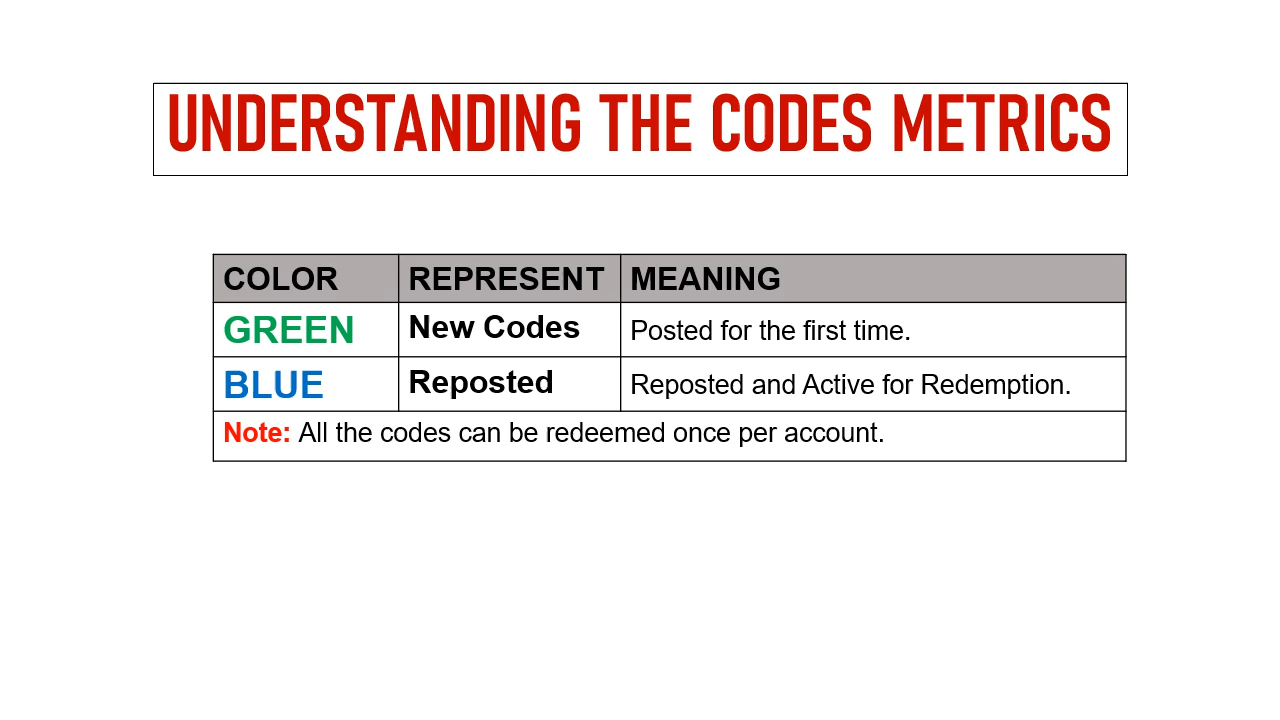 UNDERSTANDING THE CODES METRICS
COLOR REPRESENT MEANING
GREEN New Codes Posted for the first time.
BLUE Reposted Reposted and Active for Redemption.
Note: All the codes can be redeemed once per account.